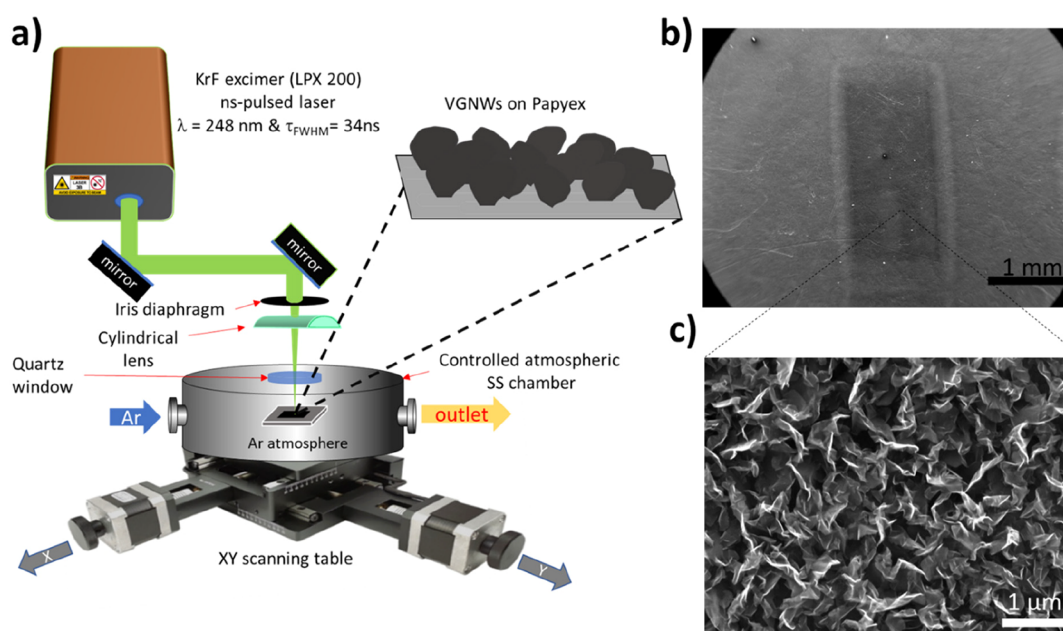 a)
KrF excimer (LPX 200)
ns-pulsed laser
λ = 248 nm & τFWHM= 34ns
VGNWs on Papyex
mirror
mirror
Iris diaphragm
Cylindrical
lens
Quartz
window
Controlled atmospheric
SS chamber
Ar
outlet
Ar atmosphere
XY scanning table
X
Y
b)
1 mm
c)
1 µm